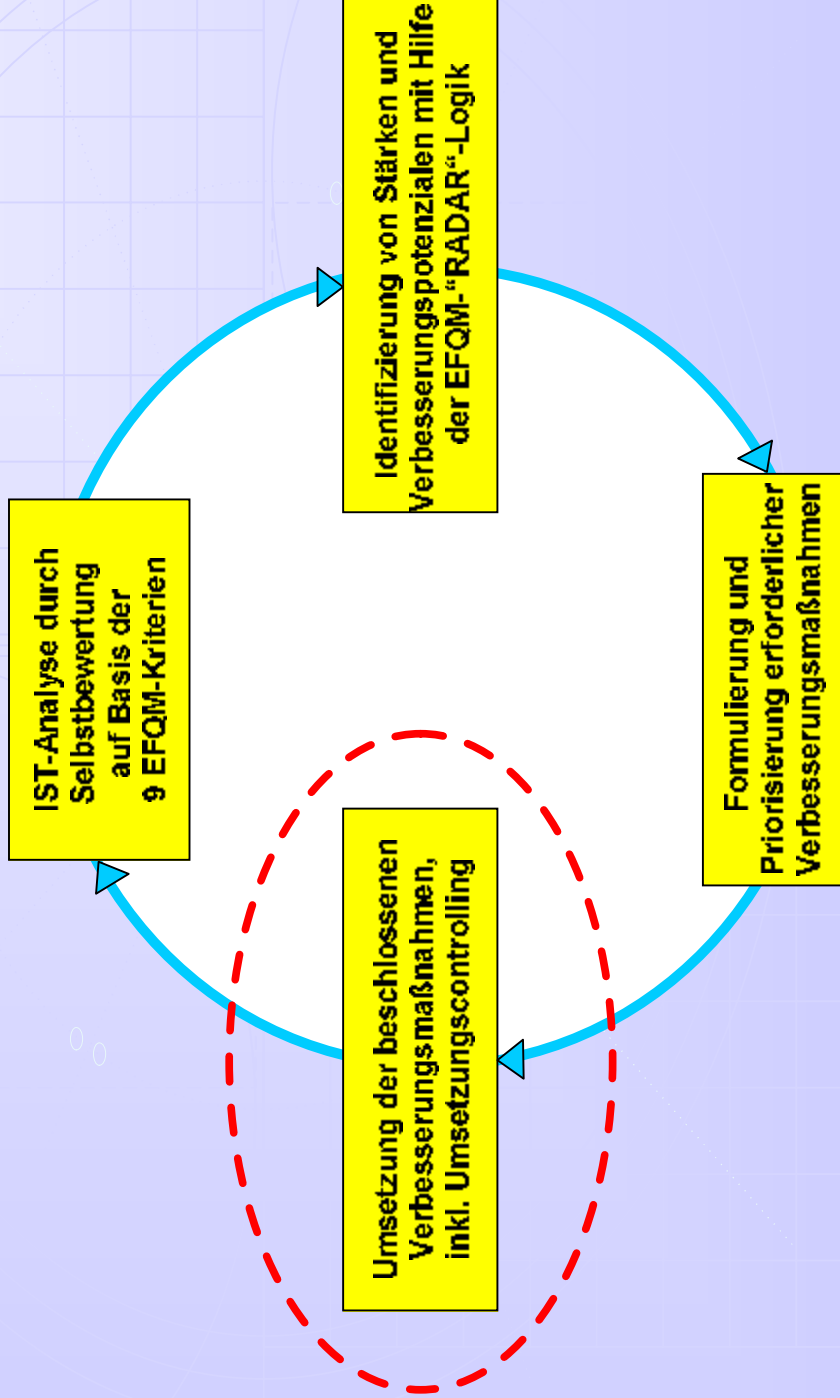 IST-Analyse durch
Selbstbewertung
auf Basis der
9 EFQM-Kriterien
Identifizierung von Stärken und
Verbesserungspotenzialen mit Hilfe
der EFQM-“RADAR“-Logik
Formulierung und
Priorisierung erforderlicher
Verbesserungsmaßnahmen
Umsetzung der beschlossenen
Verbesserungsmaßnahmen,
inkl. Umsetzungscontrolling